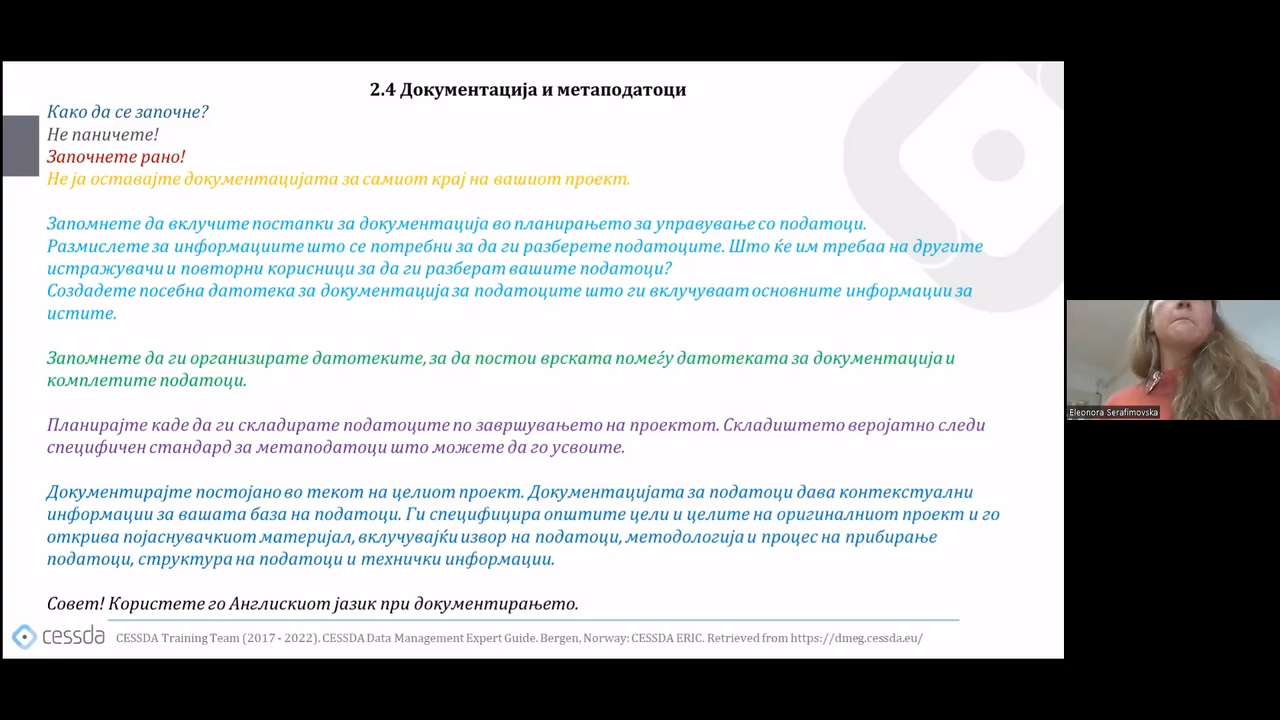 2.4 Документација и метаподатоци
Како да се започне?
Не паничете!
Започнете рано!
Не ја оставајте документацијата за самиот крај на вашиот проект.
Запомнете да вклучите постапки за документација во планирањето за управување со податоци.
Размислете за информациите што се потребни за да ги разберете податоците. Што ќе им требаа на другите
истражувачи и повторни корисници за да ги разберат вашите податоци?
Создадете посебна датотека за документација за податоците што ги вклучуваат основните информации за
истите.
Запомнете да ги организирате датотеките, за да постои врската помеѓу датотеката за документација и
комплетите податоци.
Планирајте каде да ги складирате податоците по завршувањето на проектот. Складиштето веројатно следи
специфичен стандард за метаподатоци што можете да го усвоите.
Документирајте постојано во текот на целиот проект. Документацијата за податоци дава контекстуални
информации за вашата база на податоци. Ги специфицира општите цели и целите на оригиналниот проект и го
открива појаснувачкиот материјал, вклучувајќи извор на податоци, методологија и процес на прибирање
податоци, структура на податоци и технички информации.
Совет! Користете го Англискиот јазик при документирањето.
cessda
CESSDA Training Team (2017 - 2022). CESSDA Data Management Expert Guide. Bergen, Norway: CESSDA ERIC. Retrieved from https://dmeg.cessda.eu/
Eleonora Serafimovska